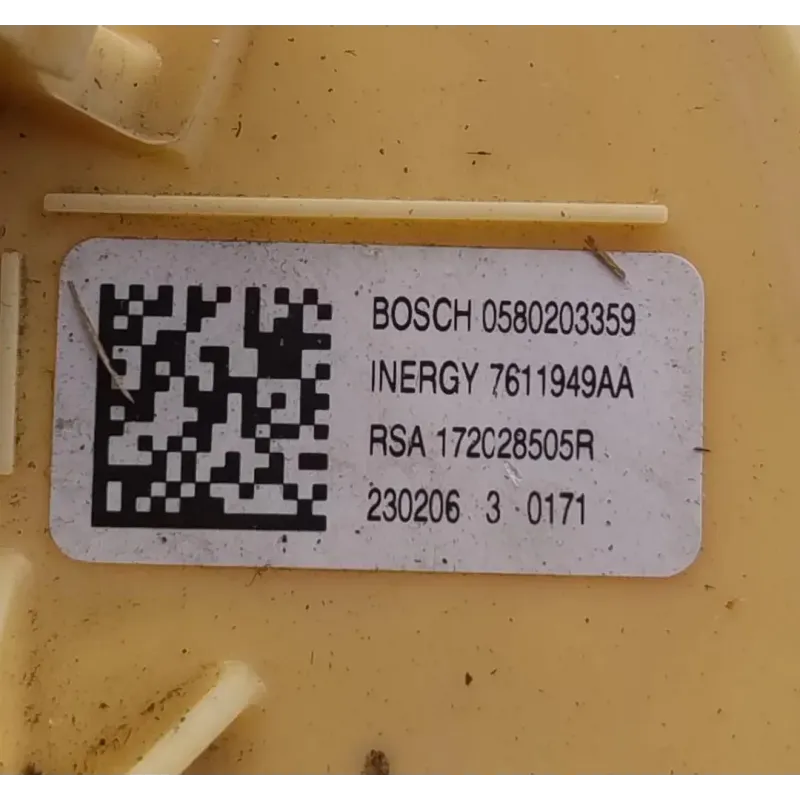 BOSCH 0580203359
INERGY 7611949AA
RSA 172028505R
230206 3 0171